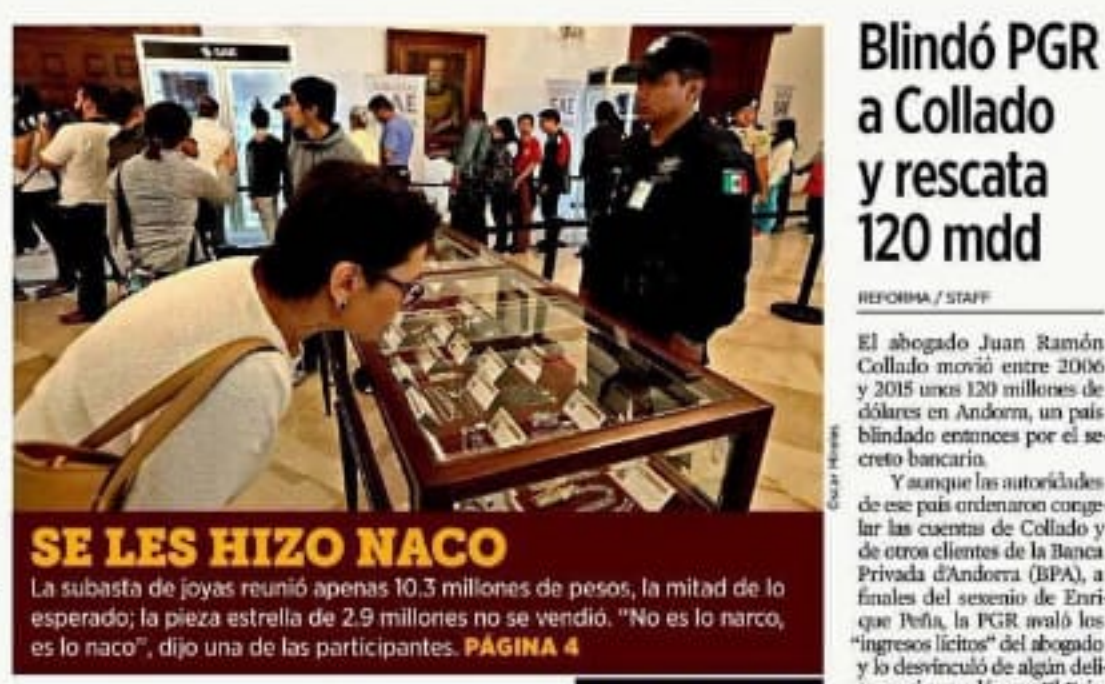 SAE
SAE
SE LES HIZO NACO
La subasta de joyas reunió apenas 10.3 millones de pesos, la mitad de lo
esperado; la pieza estrella de 2.9 millones no se vendió. "No es lo narco,
es lo naco", dijo una de las participantes. PÁGINA 4
Blindó PGR
a Collado
y rescata
120 mdd
REFORMA / STAFF
El abogado Juan Ramón
Collado movió entre 2006
y 2015 unos 120 millones de
dólares en Andorra, un país
blindado entonces por el se-
creto bancario.
Y aunque las autoridades
de ese país ordenaron conge-
lar las cuentas de Collado y
de otros clientes de la Banca
Privada d'Andorra (BPA), a
finales del sexenio de Enri-
que Peña, la PGR avaló los
"ingresos lícitos" del abogado
y lo desvinculó de algún deli-